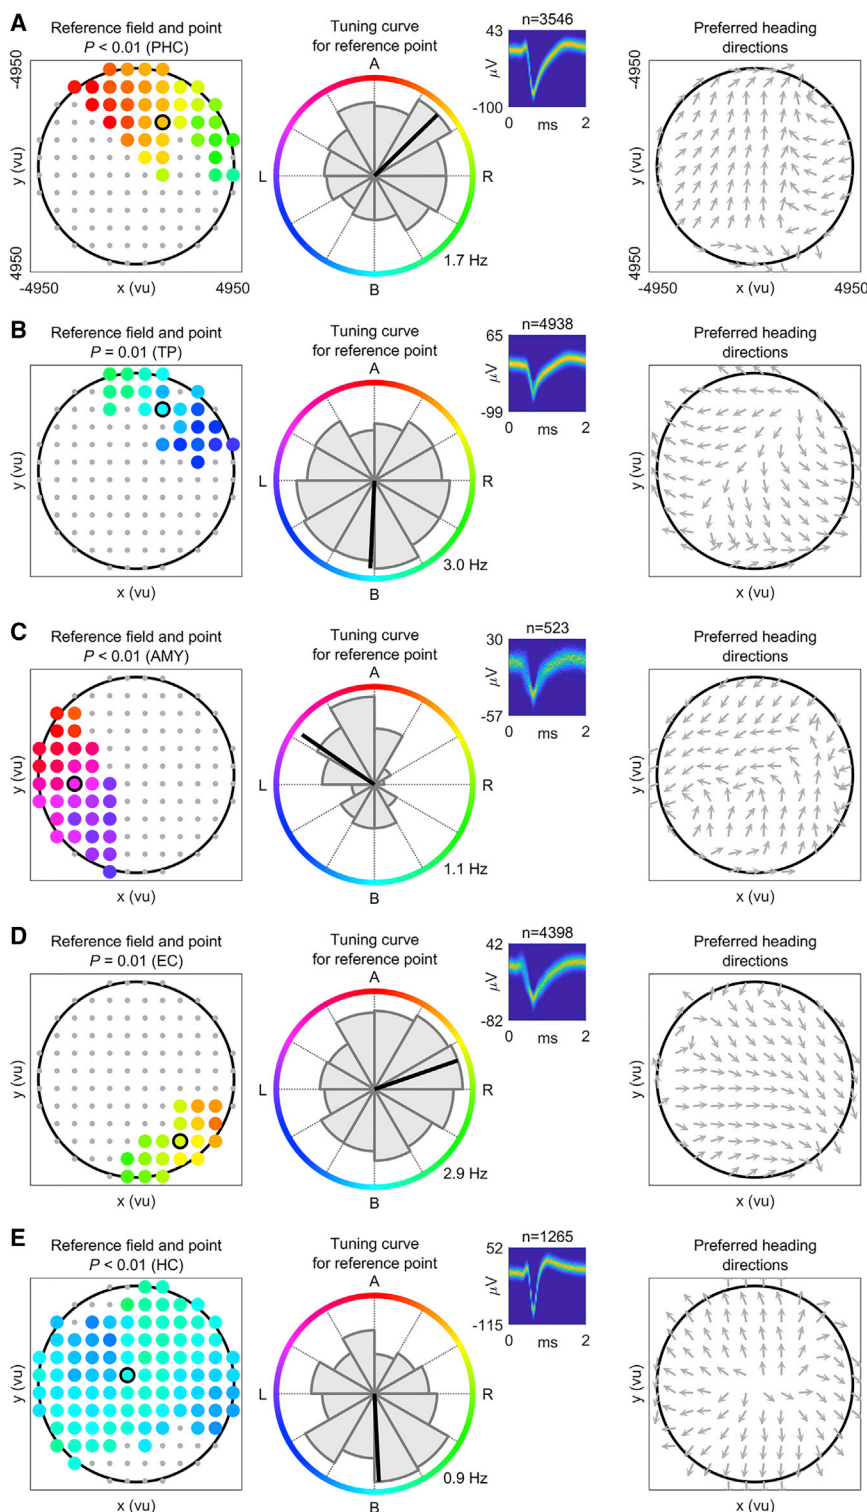 A
Reference field and point
P < 0.01 (PHC)
Tuning curve
for reference point
n=3546
Preferred heading
directions
-4950
y (vu)
4950
-4950
x (vu)
4950
A
L
R
B
1.7 Hz
43
μV
-100
0
ms
2
-4950
y (vu)
4950
-4950
x (vu)
4950
B
Reference field and point
P = 0.01 (TP)
Tuning curve
for reference point
n=4938
Preferred heading
directions
y (vu)
x (vu)
A
L
R
B
3.0 Hz
65
μV
-99
0
ms
2
y (vu)
x (vu)
C
Reference field and point
P < 0.01 (AMY)
Tuning curve
for reference point
n=523
Preferred heading
directions
y (vu)
x (vu)
A
L
R
B
1.1 Hz
30
μV
-57
0
ms
2
y (vu)
x (vu)
D
Reference field and point
P = 0.01 (EC)
Tuning curve
for reference point
n=4398
Preferred heading
directions
y (vu)
x (vu)
A
L
R
B
2.9 Hz
42
μV
-82
0
ms
2
y (vu)
x (vu)
E
Reference field and point
P < 0.01 (HC)
Tuning curve
for reference point
n=1265
Preferred heading
directions
y (vu)
x (vu)
A
L
R
B
0.9 Hz
52
μV
-115
0
ms
2
y (vu)
x (vu)